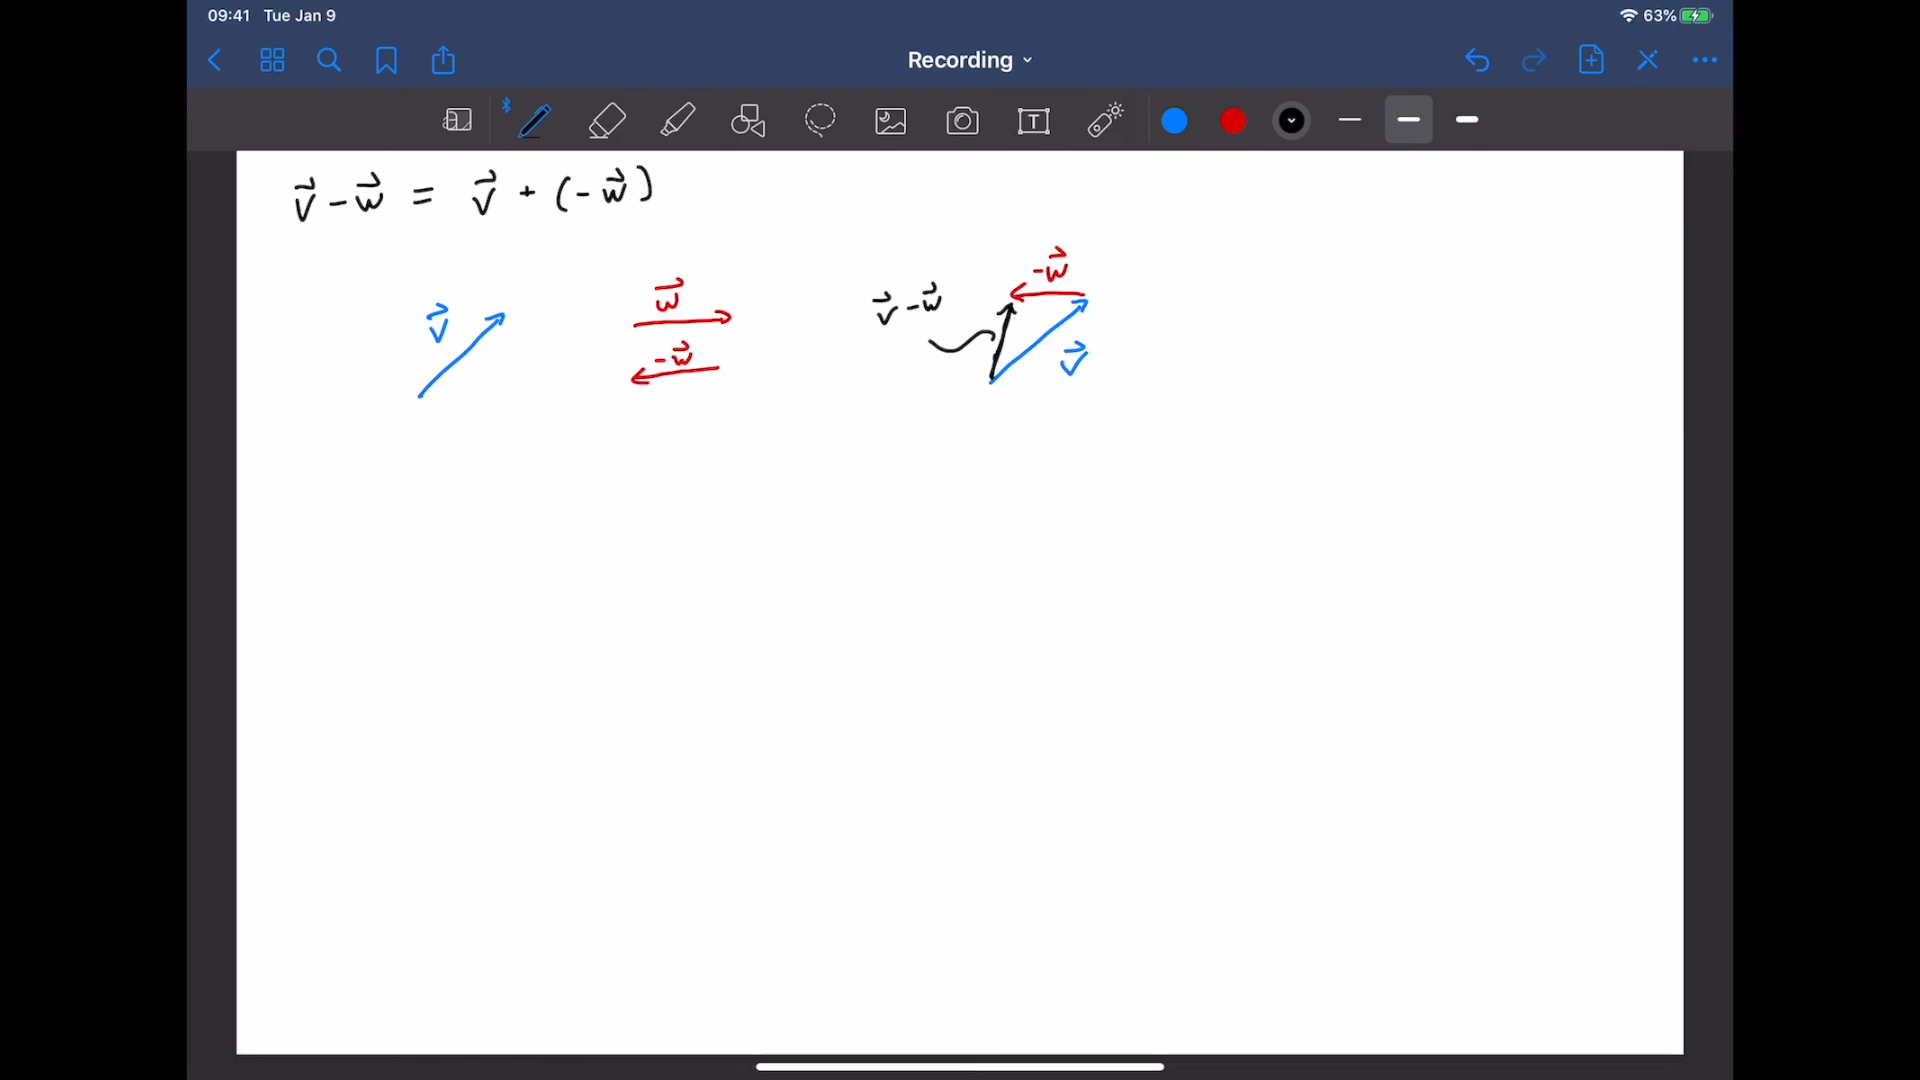 09:41 Tue Jan 9 63%
Recording
T
v⃗ - w⃗ = v⃗ + (- w⃗)
-w⃗
w⃗
v⃗ - w⃗
v⃗
-w⃗
v⃗